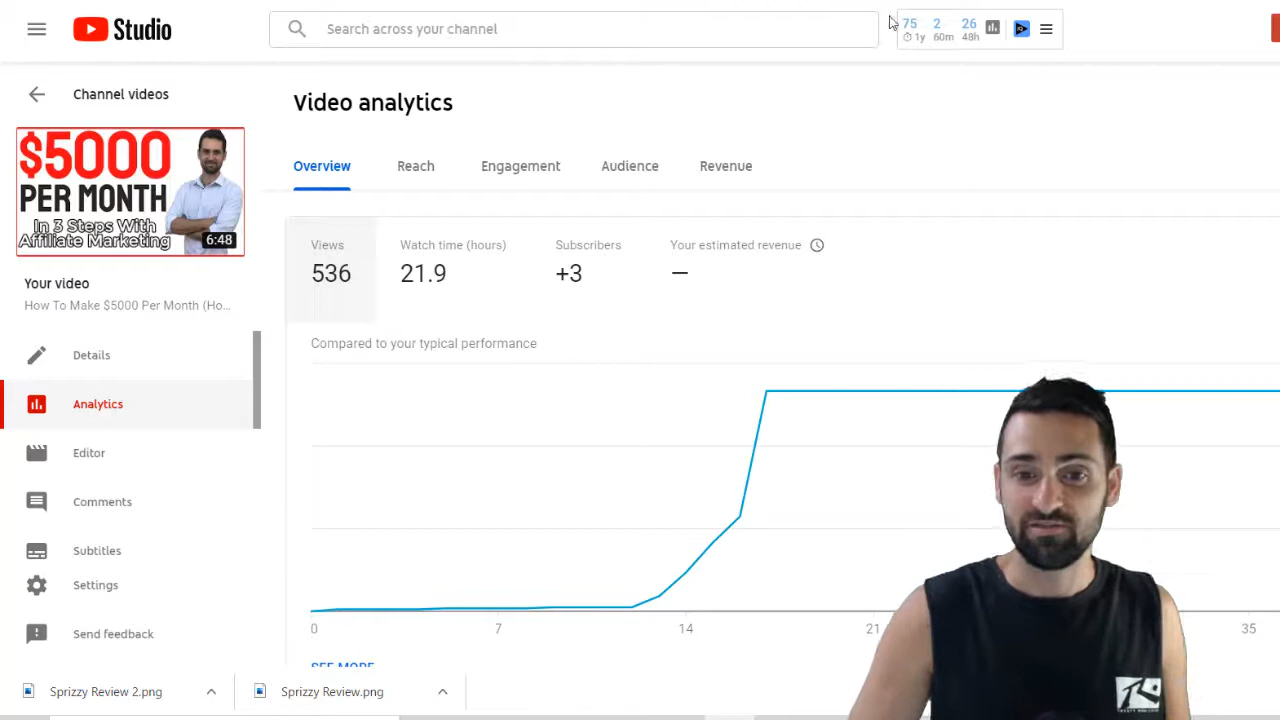 Studio
Search across your channel
75 2 26
1y 60m 48h
Channel videos
$5000
PER MONTH
In 3 Steps With
Affiliate Marketing
6:48
Your video
How To Make $5000 Per Month (Ho...
Details
Analytics
Editor
Comments
Subtitles
Settings
Send feedback
Video analytics
Overview Reach Engagement Audience Revenue
Views Watch time (hours) Subscribers Your estimated revenue
536 21.9 +3 —
Compared to your typical performance
0 7 14 21 35
SEE MORE
Sprizzy Review 2.png Sprizzy Review.png